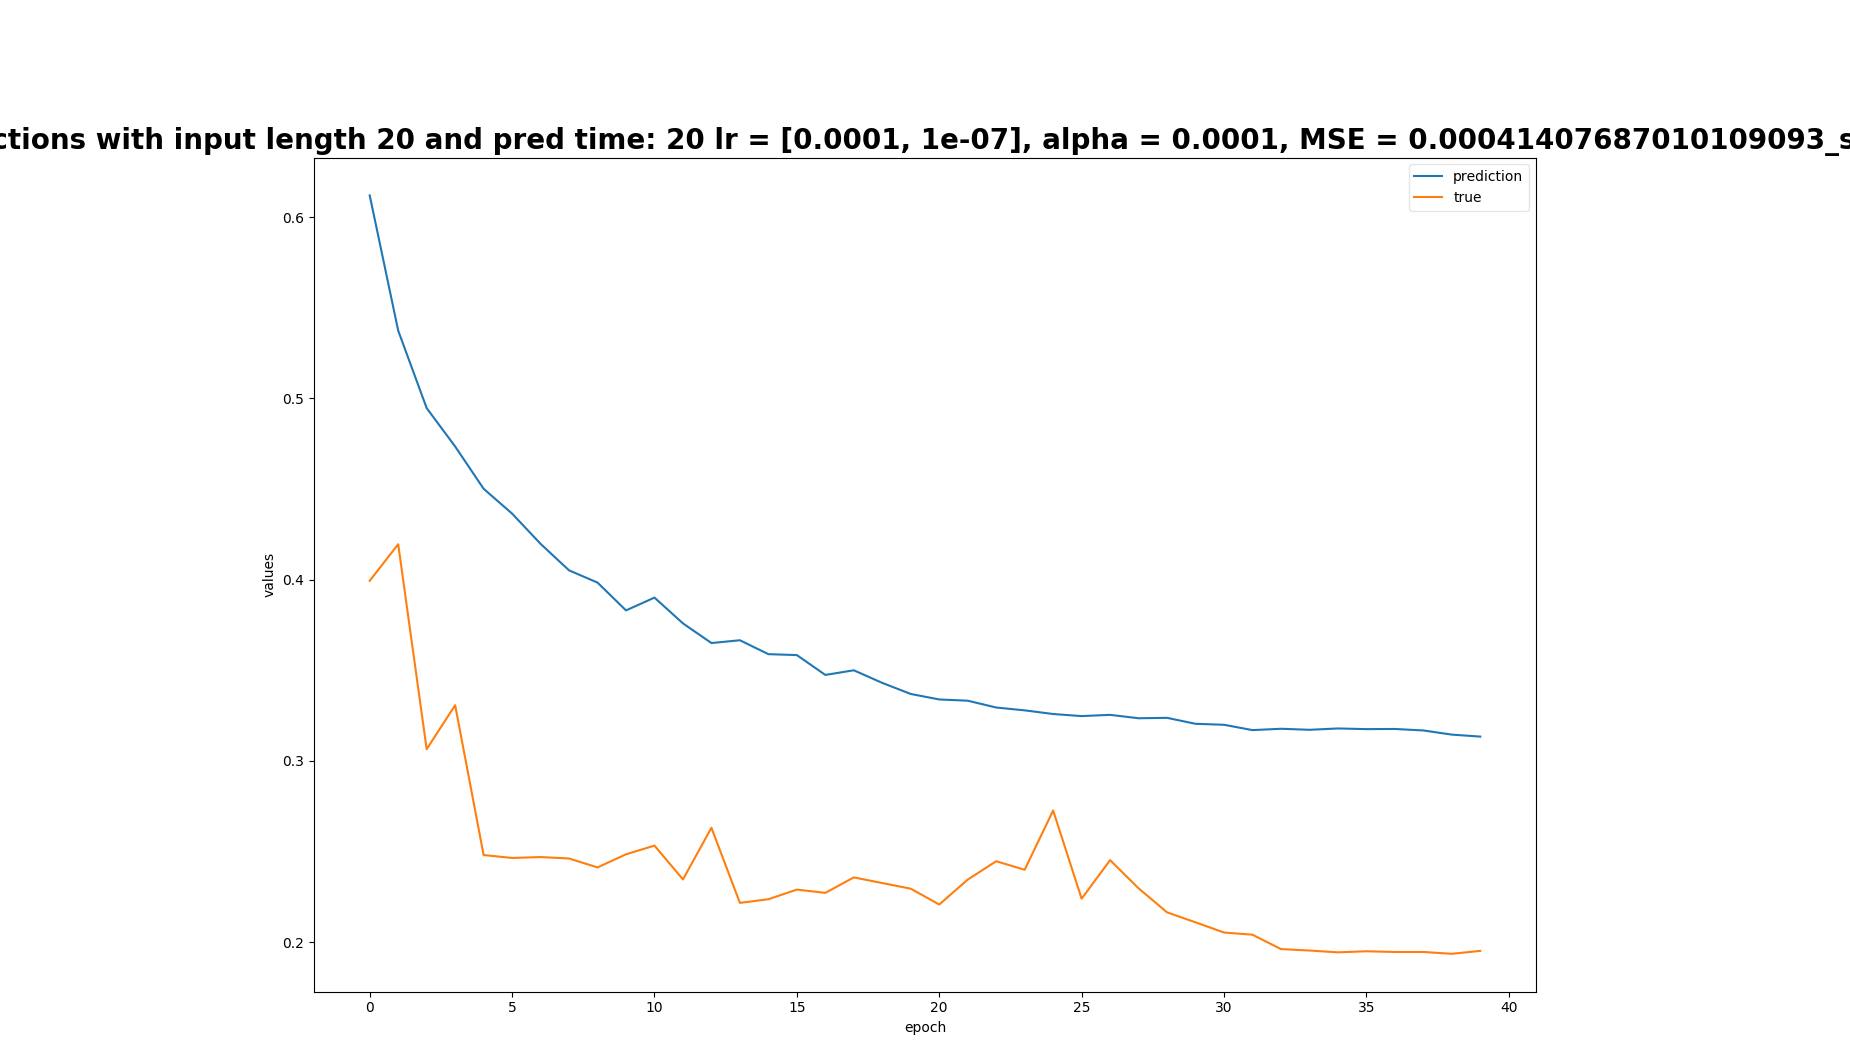 with input length 20 and pred time: 20 lr = [0.0001, 1e-07], alpha = 0.0001, MSE = 0.00041407687010109093_s
prediction
true
0.6
0.5
0.4
0.3
0.2
values
0 5 10 15 20 25 30 35 40
epoch